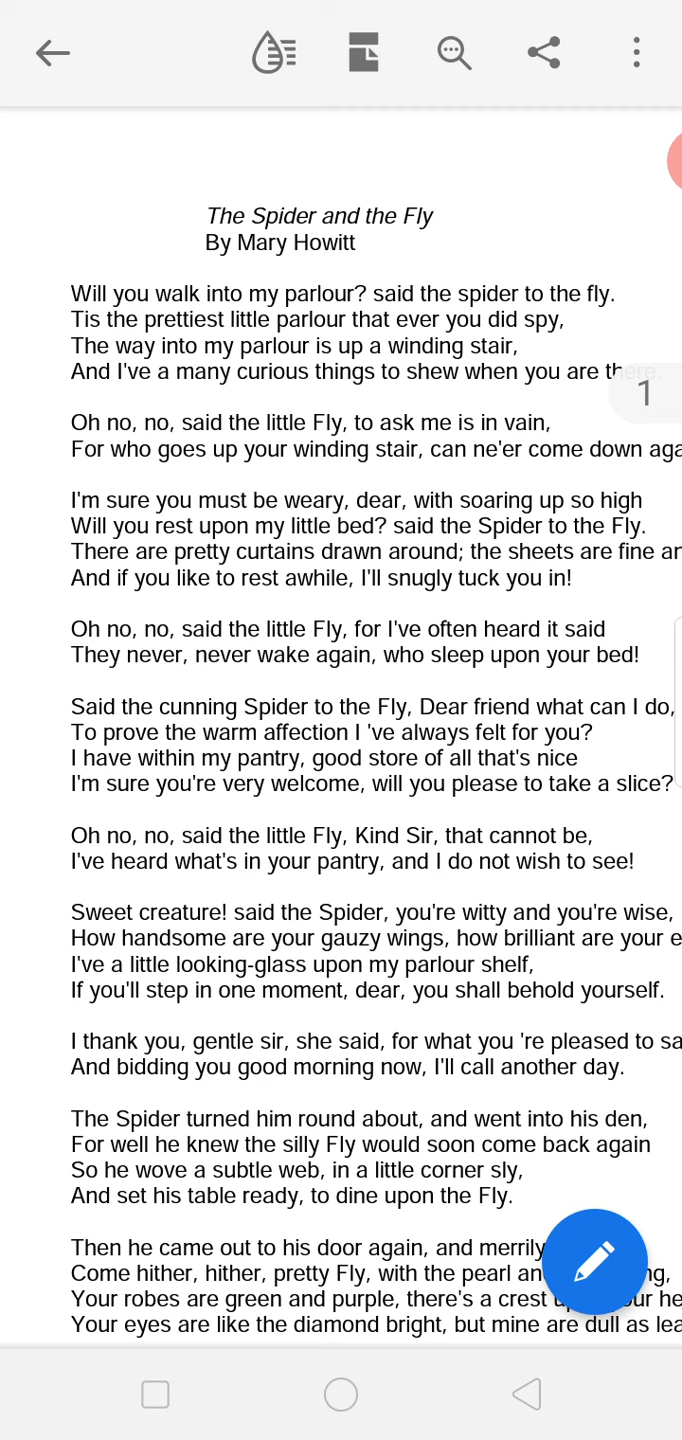 The Spider and the Fly
By Mary Howitt
Will you walk into my parlour? said the spider to the fly.
Tis the prettiest little parlour that ever you did spy,
The way into my parlour is up a winding stair,
And I've a many curious things to shew when you are there.
1
Oh no, no, said the little Fly, to ask me is in vain,
For who goes up your winding stair, can ne'er come down
I'm sure you must be weary, dear, with soaring up so high
Will you rest upon my little bed? said the Spider to the Fly.
There are pretty curtains drawn around; the sheets are fine
And if you like to rest awhile, I'll snugly tuck you in!
Oh no, no, said the little Fly, for I've often heard it said
They never, never wake again, who sleep upon your bed!
Said the cunning Spider to the Fly, Dear friend what can I do,
To prove the warm affection I 've always felt for you?
I have within my pantry, good store of all that's nice
I'm sure you're very welcome, will you please to take a slice?
Oh no, no, said the little Fly, Kind Sir, that cannot be,
I've heard what's in your pantry, and I do not wish to see!
Sweet creature! said the Spider, you're witty and you're wise,
How handsome are your gauzy wings, how brilliant are your
I've a little looking-glass upon my parlour shelf,
If you'll step in one moment, dear, you shall behold yourself.
I thank you, gentle sir, she said, for what you 're pleased to
And bidding you good morning now, I'll call another day.
The Spider turned him round about, and went into his den,
For well he knew the silly Fly would soon come back again
So he wove a subtle web, in a little corner sly,
And set his table ready, to dine upon the Fly.
Then he came out to his door again, and merrily
Come hither, hither, pretty Fly, with the pearl
Your robes are green and purple, there's a crest
Your eyes are like the diamond bright, but mine are dull as